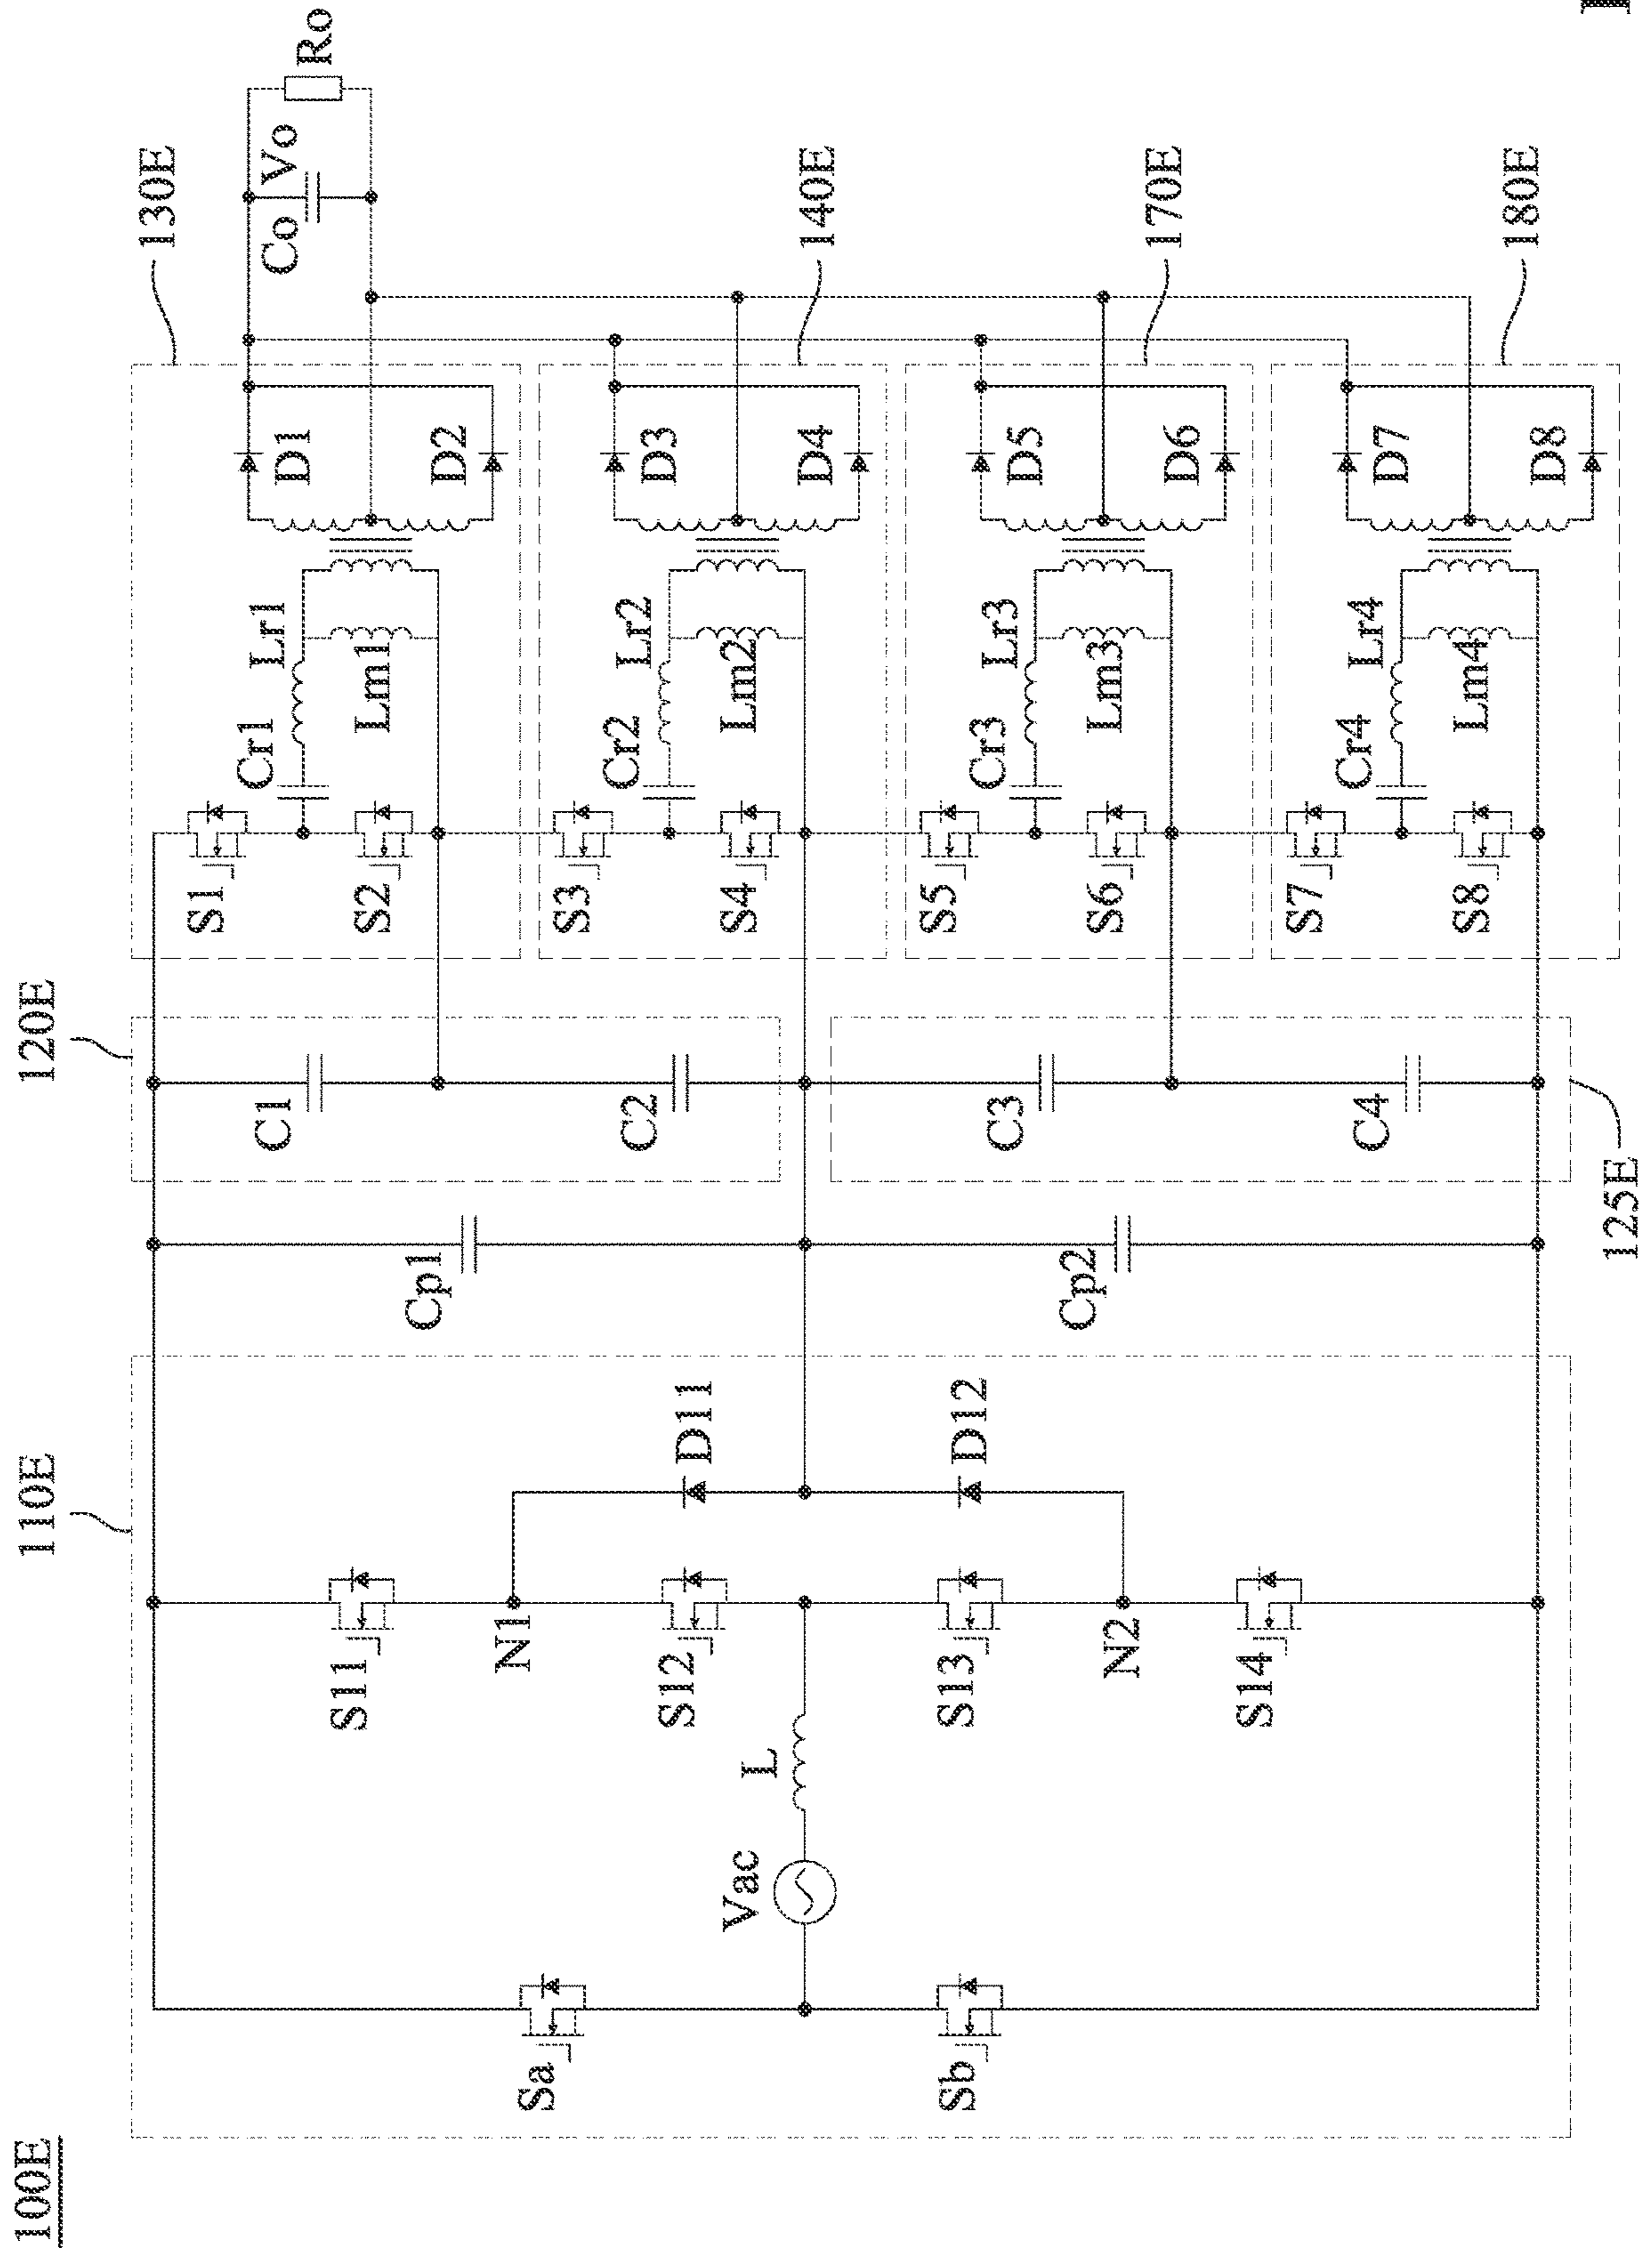 100E
110E
120E
130E
140E
170E
180E
125E
Sa
Sb
Vac
L
S11
N1
S12
S13
N2
S14
D11
D12
Cp1
Cp2
C1
C2
C3
C4
S1
S2
Cr1
Lr1
Lm1
D1
D2
S3
S4
Cr2
Lr2
Lm2
D3
D4
S5
S6
Cr3
Lr3
Lm3
D5
D6
S7
S8
Cr4
Lr4
Lm4
D7
D8
Co
Vo
Ro